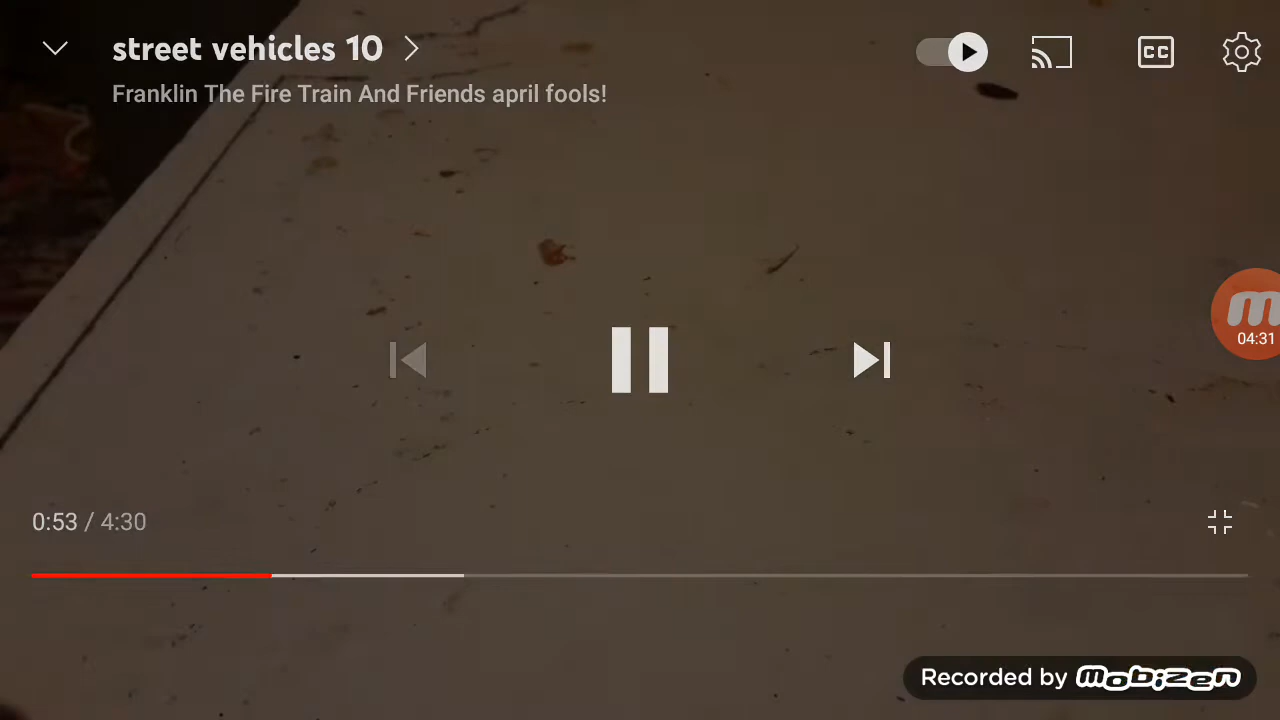 street vehicles 10
Franklin The Fire Train And Friends april fools!
CC
04:31
0:53 / 4:30
Recorded by mobizen